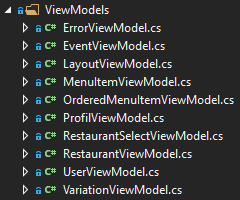 ViewModels
C# ErrorViewModel.cs
C# EventViewModel.cs
C# LayoutViewModel.cs
C# MenuItemViewModel.cs
C# OrderedMenuItemViewModel.cs
C# ProfilViewModel.cs
C# RestaurantSelectViewModel.cs
C# RestaurantViewModel.cs
C# UserViewModel.cs
C# VariationViewModel.cs